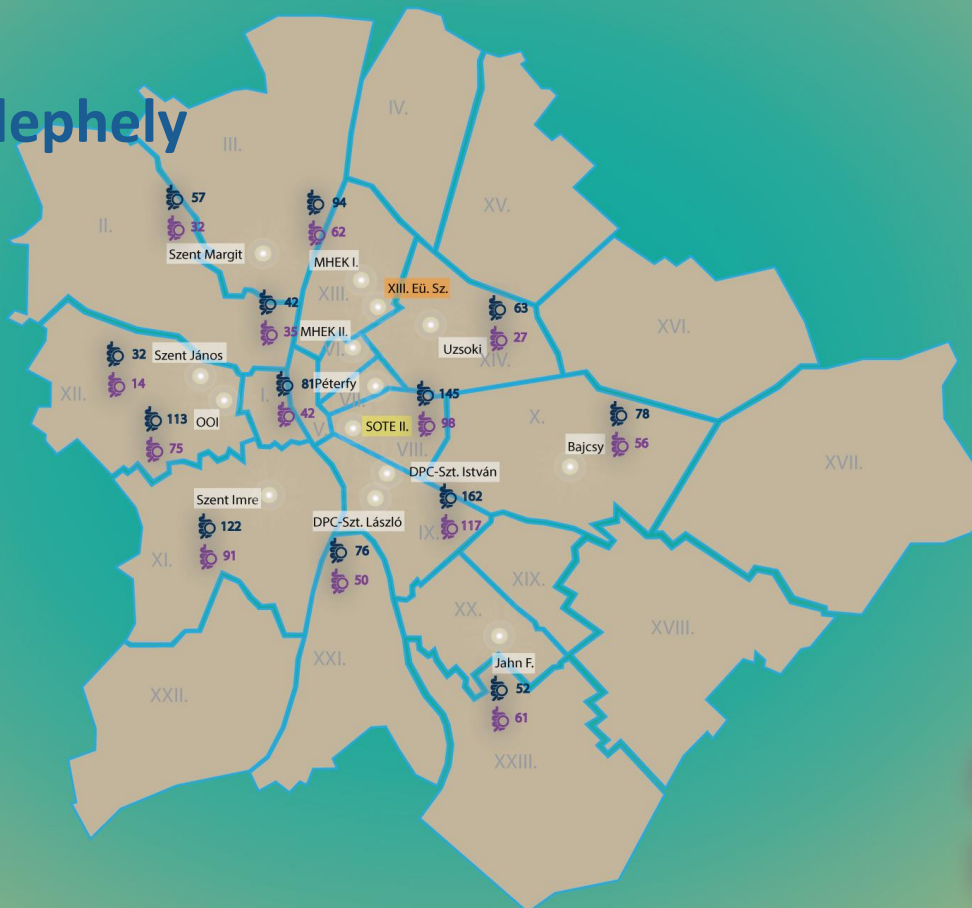 lephely
III.
IV.
57
94
XV.
II.
32
62
Szent Margit
MHEK I.
XIII. Eü. Sz.
XIII.
42
63
35
MHEK II.
27
XVI.
Uzsoki
XIV.
VI.
32
Szent János
14
81
Péterfy
145
XII.
I.
VII.
78
113
OOI
42
98
X.
V.
SOTE II.
75
VIII.
Bajcsy
56
XVII.
DPC-Szt. István
Szent Imre
162
DPC-Szt. László
122
IX.
117
91
76
XI.
50
XIX.
XX.
XVIII.
XXI.
Jahn F.
XXII.
52
61
XXIII.